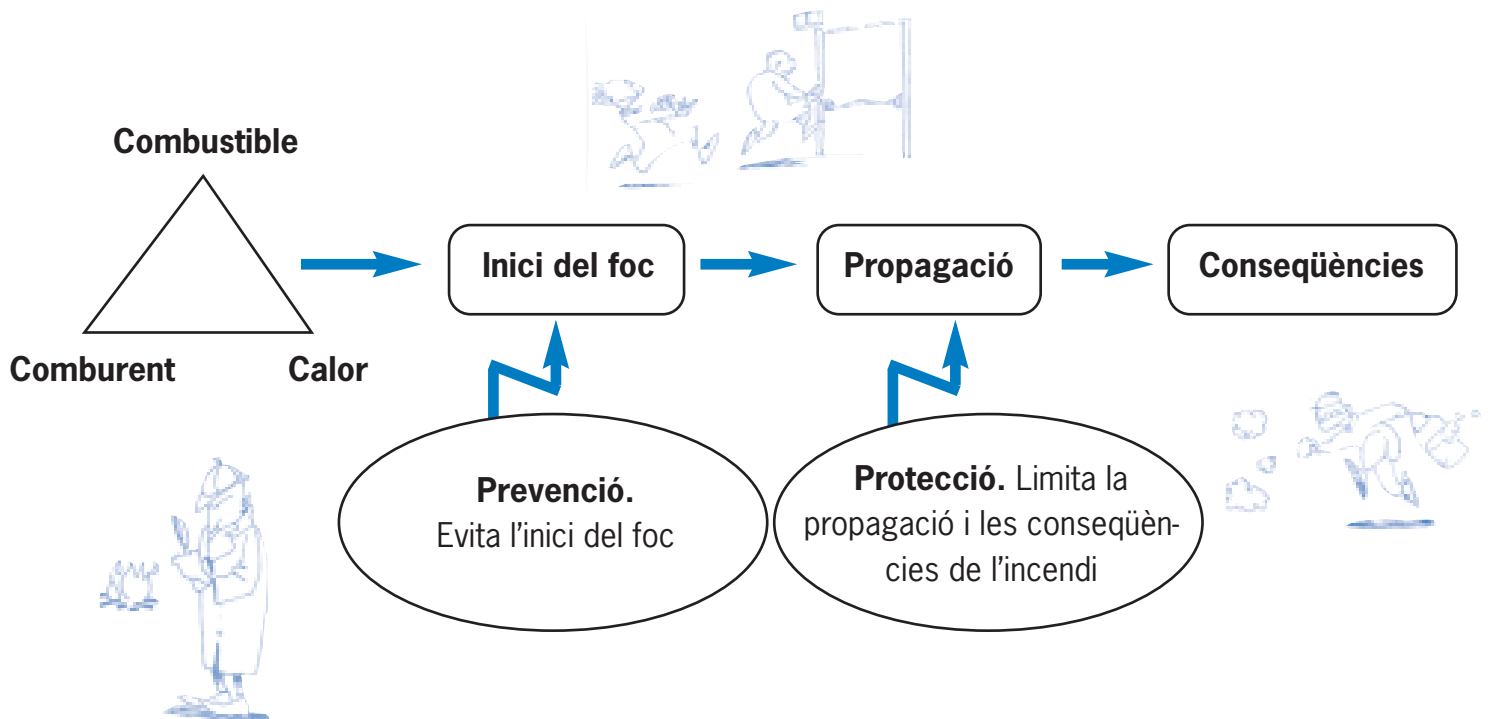 Combustible
Inici del foc
Propagació
Conseqüències
Comburent
Calor
Prevenció.
Evita l’inici del foc
Protecció. Limita la
propagació i les conseqüèn-
cies de l’incendi